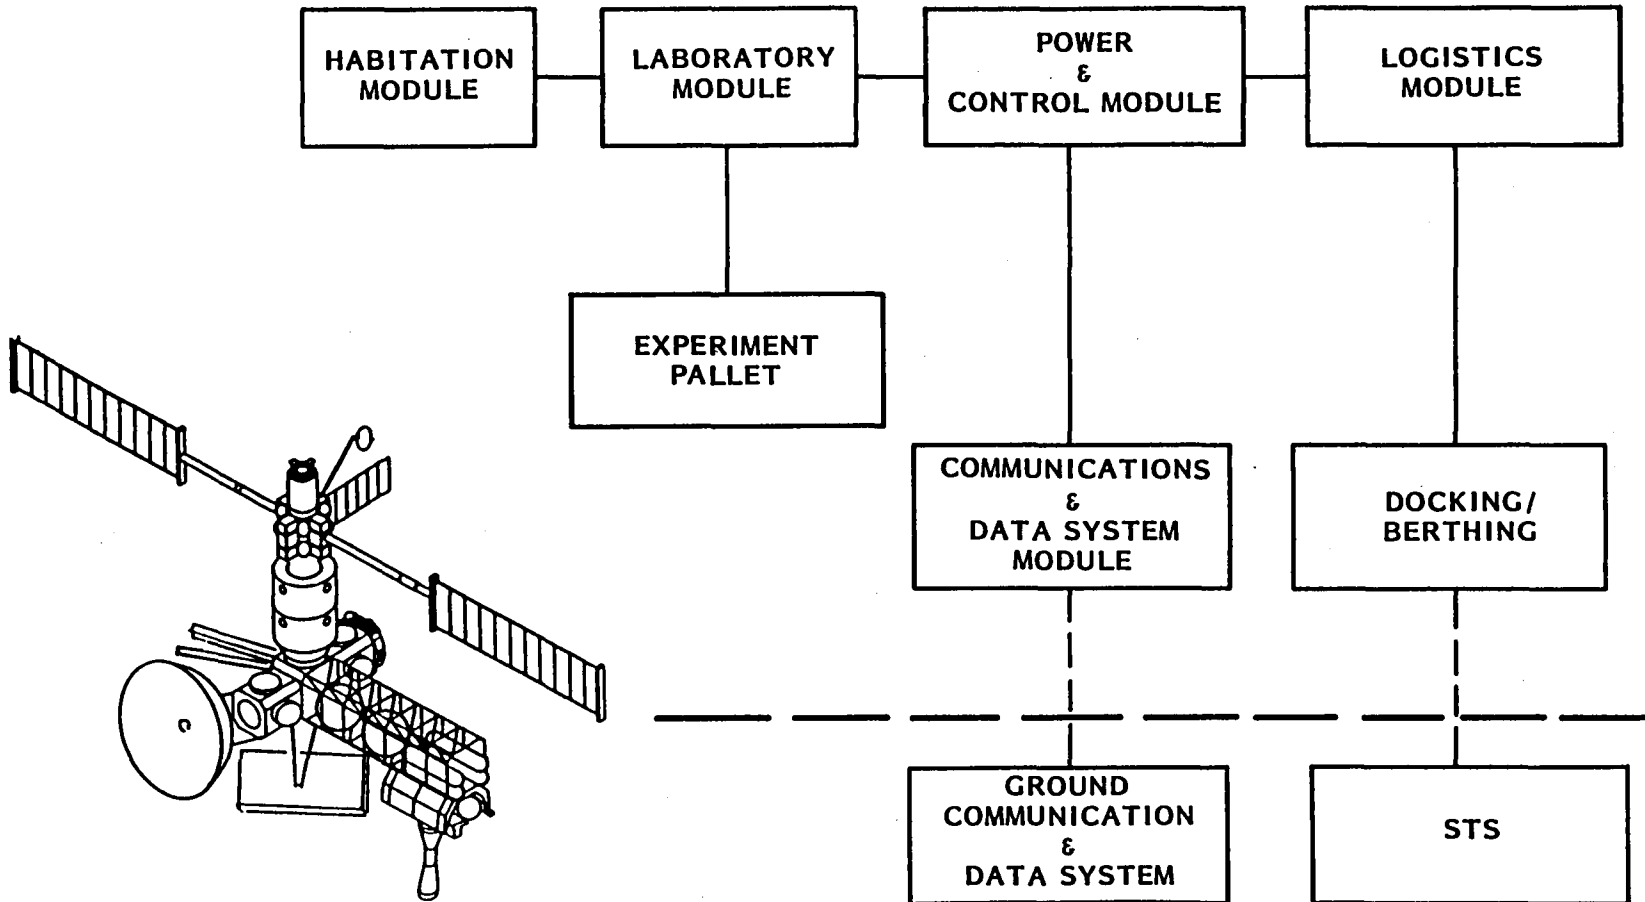 HABITATION
MODULE
LABORATORY
MODULE
POWER
&
CONTROL MODULE
LOGISTICS
MODULE
EXPERIMENT
PALLET
COMMUNICATIONS
&
DATA SYSTEM
MODULE
DOCKING/
BERTHING
GROUND
COMMUNICATION
&
DATA SYSTEM
STS